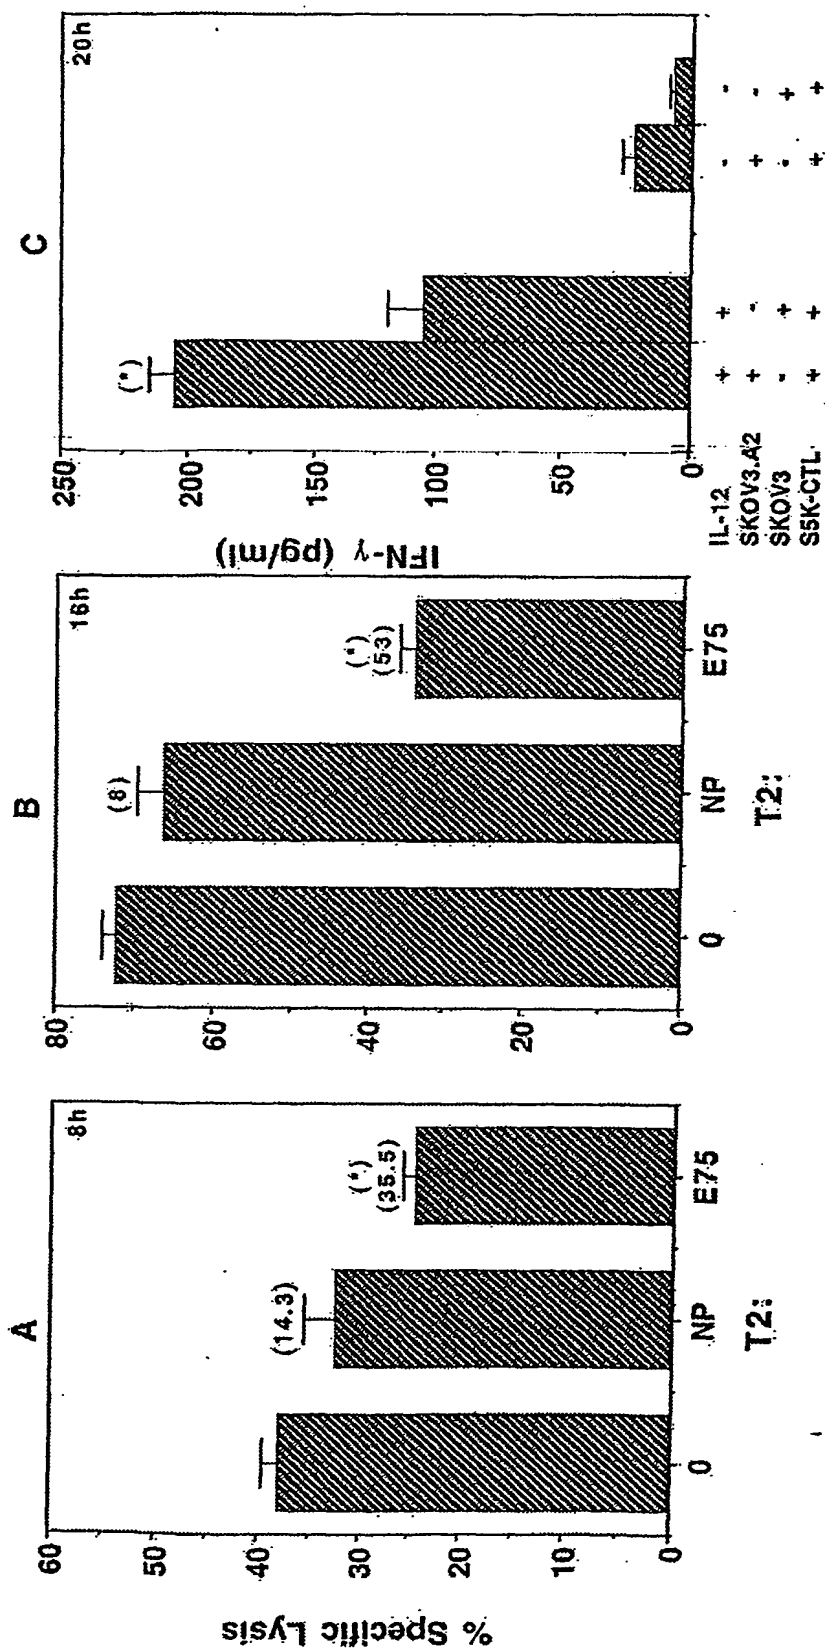 A
8h
% Specific Lysis
60
50
40
30
20
10
0
(14.3)
(*)
(35.5)
0 NP E75
T2:
B
16h
80
60
40
20
0
(8)
(*)
(53)
0 NP E75
T2:
C
20h
IFN-γ (pg/ml)
250
200
150
100
50
0
(*)
IL-12 + + - -
SKOV3.A2 + - + -
SKOV3 - + - +
S5K-CTL + + + +